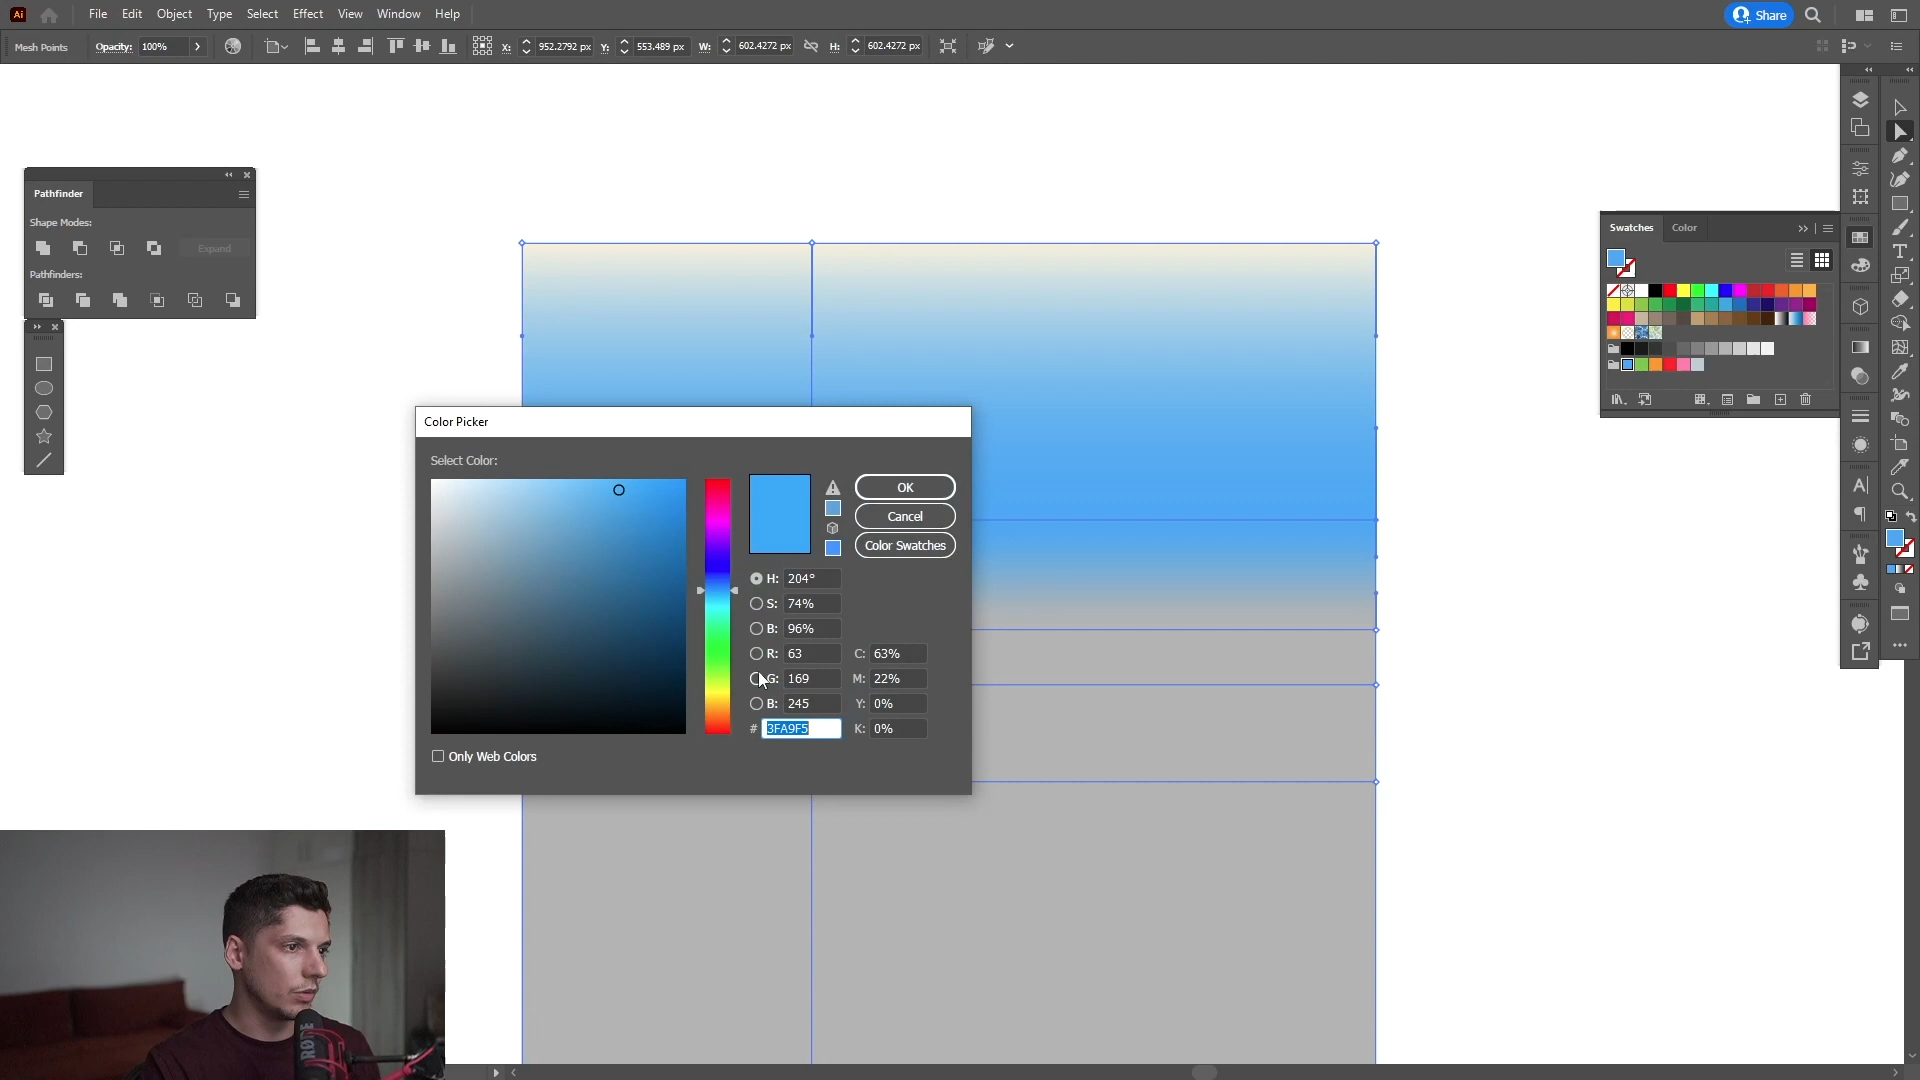 Ai File Edit Object Type Select Effect View Window Help Share
Mesh Points Opacity: 100% X: 952.2792 px Y: 553.489 px W: 602.4272 px H: 602.4272 px
Pathfinder
Shape Modes:
Expand
Pathfinders:
Swatches Color
Color Picker
Select Color:
OK
Cancel
Color Swatches
H: 204°
S: 74%
B: 96%
R: 63 C: 63%
G: 169 M: 22%
B: 245 Y: 0%
# 3FA9F5 K: 0%
Only Web Colors
RØDE